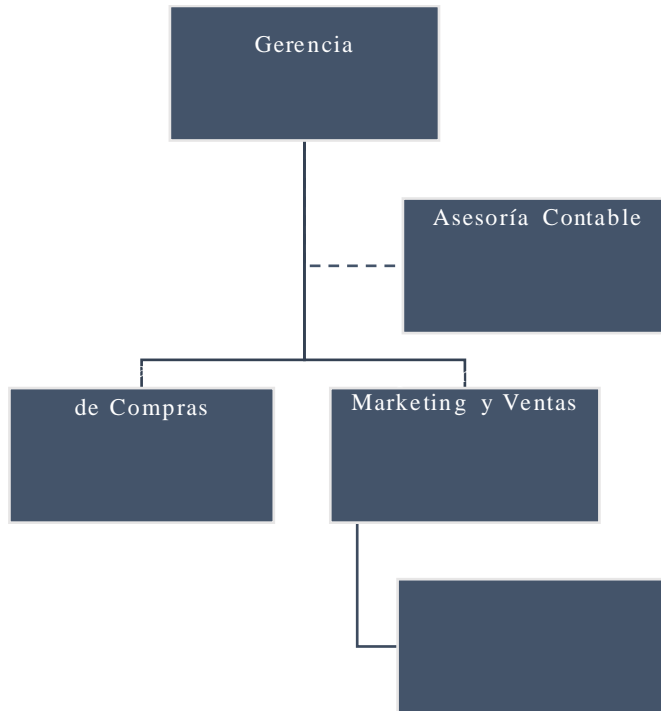 Gerencia
Asesoría Contable
de Compras
Marketing y Ventas